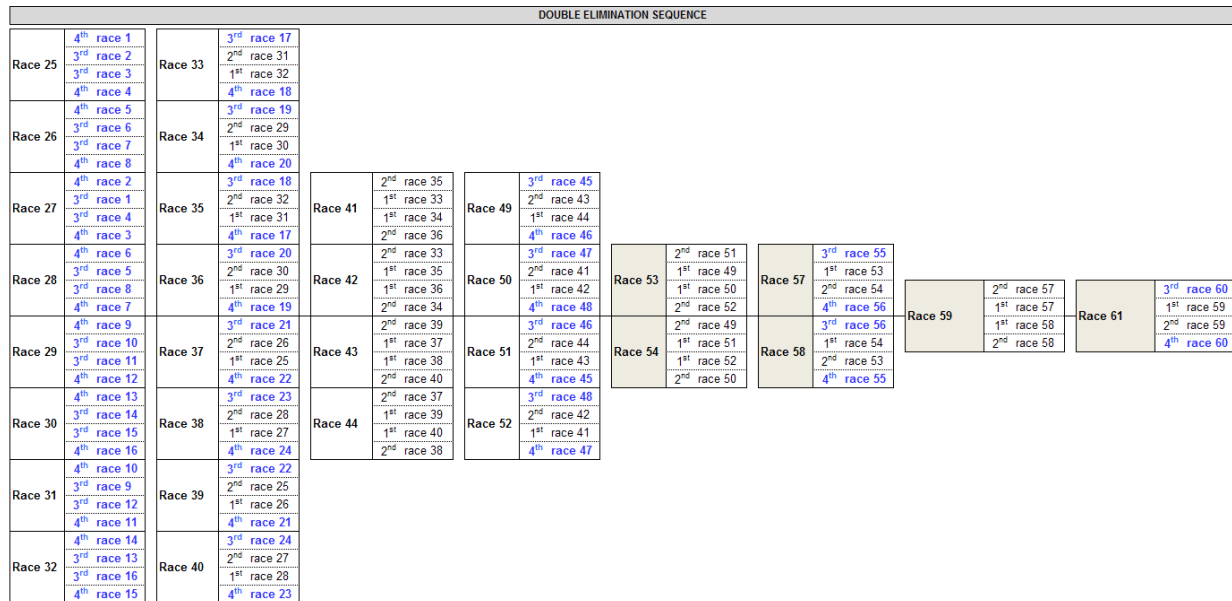 DOUBLE ELIMINATION SEQUENCE
Race 25
4th race 1
3rd race 2
3rd race 3
4th race 4
Race 26
4th race 5
3rd race 6
3rd race 7
4th race 8
Race 27
4th race 2
3rd race 1
3rd race 4
4th race 3
Race 28
4th race 6
3rd race 5
3rd race 8
4th race 7
Race 29
4th race 9
3rd race 10
3rd race 11
4th race 12
Race 30
4th race 13
3rd race 14
3rd race 15
4th race 16
Race 31
4th race 10
3rd race 9
3rd race 12
4th race 11
Race 32
4th race 14
3rd race 13
3rd race 16
4th race 15
Race 33
3rd race 17
2nd race 31
1st race 32
4th race 18
Race 34
3rd race 19
2nd race 29
1st race 30
4th race 20
Race 35
3rd race 18
2nd race 32
1st race 31
4th race 17
Race 36
3rd race 20
2nd race 30
1st race 29
4th race 19
Race 37
3rd race 21
2nd race 26
1st race 25
4th race 22
Race 38
3rd race 23
2nd race 28
1st race 27
4th race 24
Race 39
3rd race 22
2nd race 25
1st race 26
4th race 21
Race 40
3rd race 24
2nd race 27
1st race 28
4th race 23
Race 41
2nd race 35
1st race 33
1st race 34
2nd race 36
Race 42
2nd race 33
1st race 35
1st race 36
2nd race 34
Race 43
2nd race 39
1st race 37
1st race 38
2nd race 40
Race 44
2nd race 37
1st race 39
1st race 40
2nd race 38
Race 49
3rd race 45
2nd race 43
1st race 44
4th race 46
Race 50
3rd race 47
2nd race 41
1st race 42
4th race 48
Race 51
3rd race 46
2nd race 44
1st race 43
4th race 45
Race 52
3rd race 48
2nd race 42
1st race 41
4th race 47
Race 53
2nd race 51
1st race 49
1st race 50
2nd race 52
Race 54
2nd race 49
1st race 51
1st race 52
2nd race 50
Race 57
3rd race 55
1st race 53
2nd race 54
4th race 56
Race 58
3rd race 56
1st race 54
2nd race 53
4th race 55
Race 59
2nd race 57
1st race 57
1st race 58
2nd race 58
Race 61
3rd race 60
1st race 59
2nd race 59
4th race 60